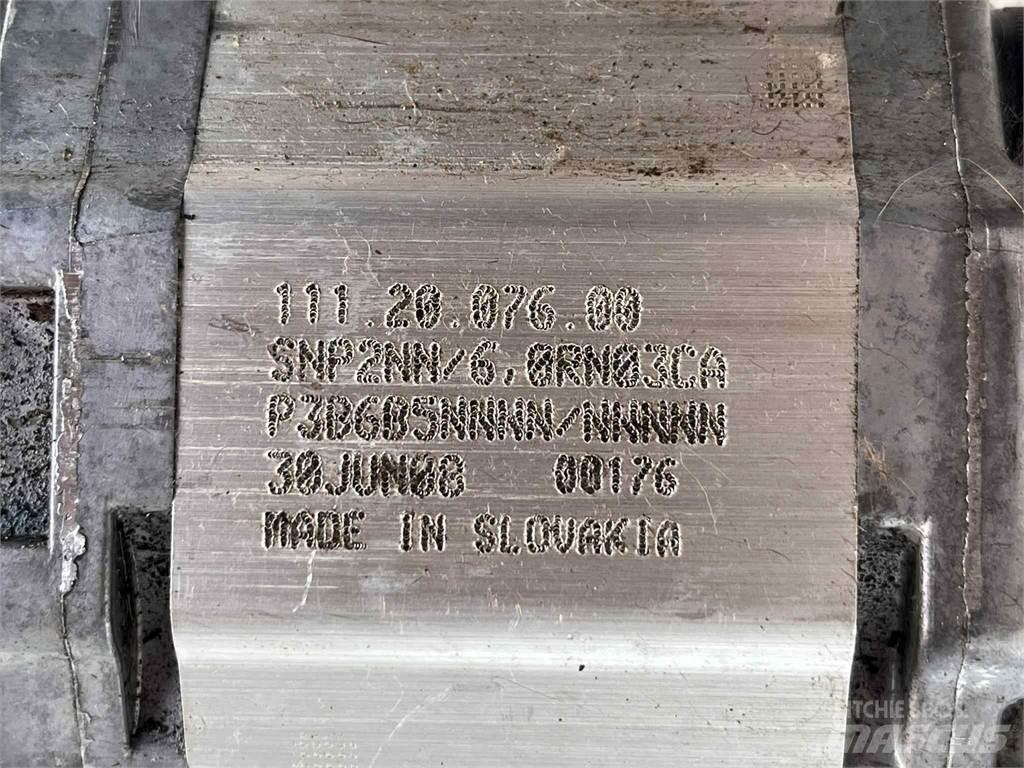 111.20.076.00
SNP2NN/6,0RN03CA
P3B6B5NNNN/NNNNN
30JUN08 00176
MADE IN SLOVAKIA